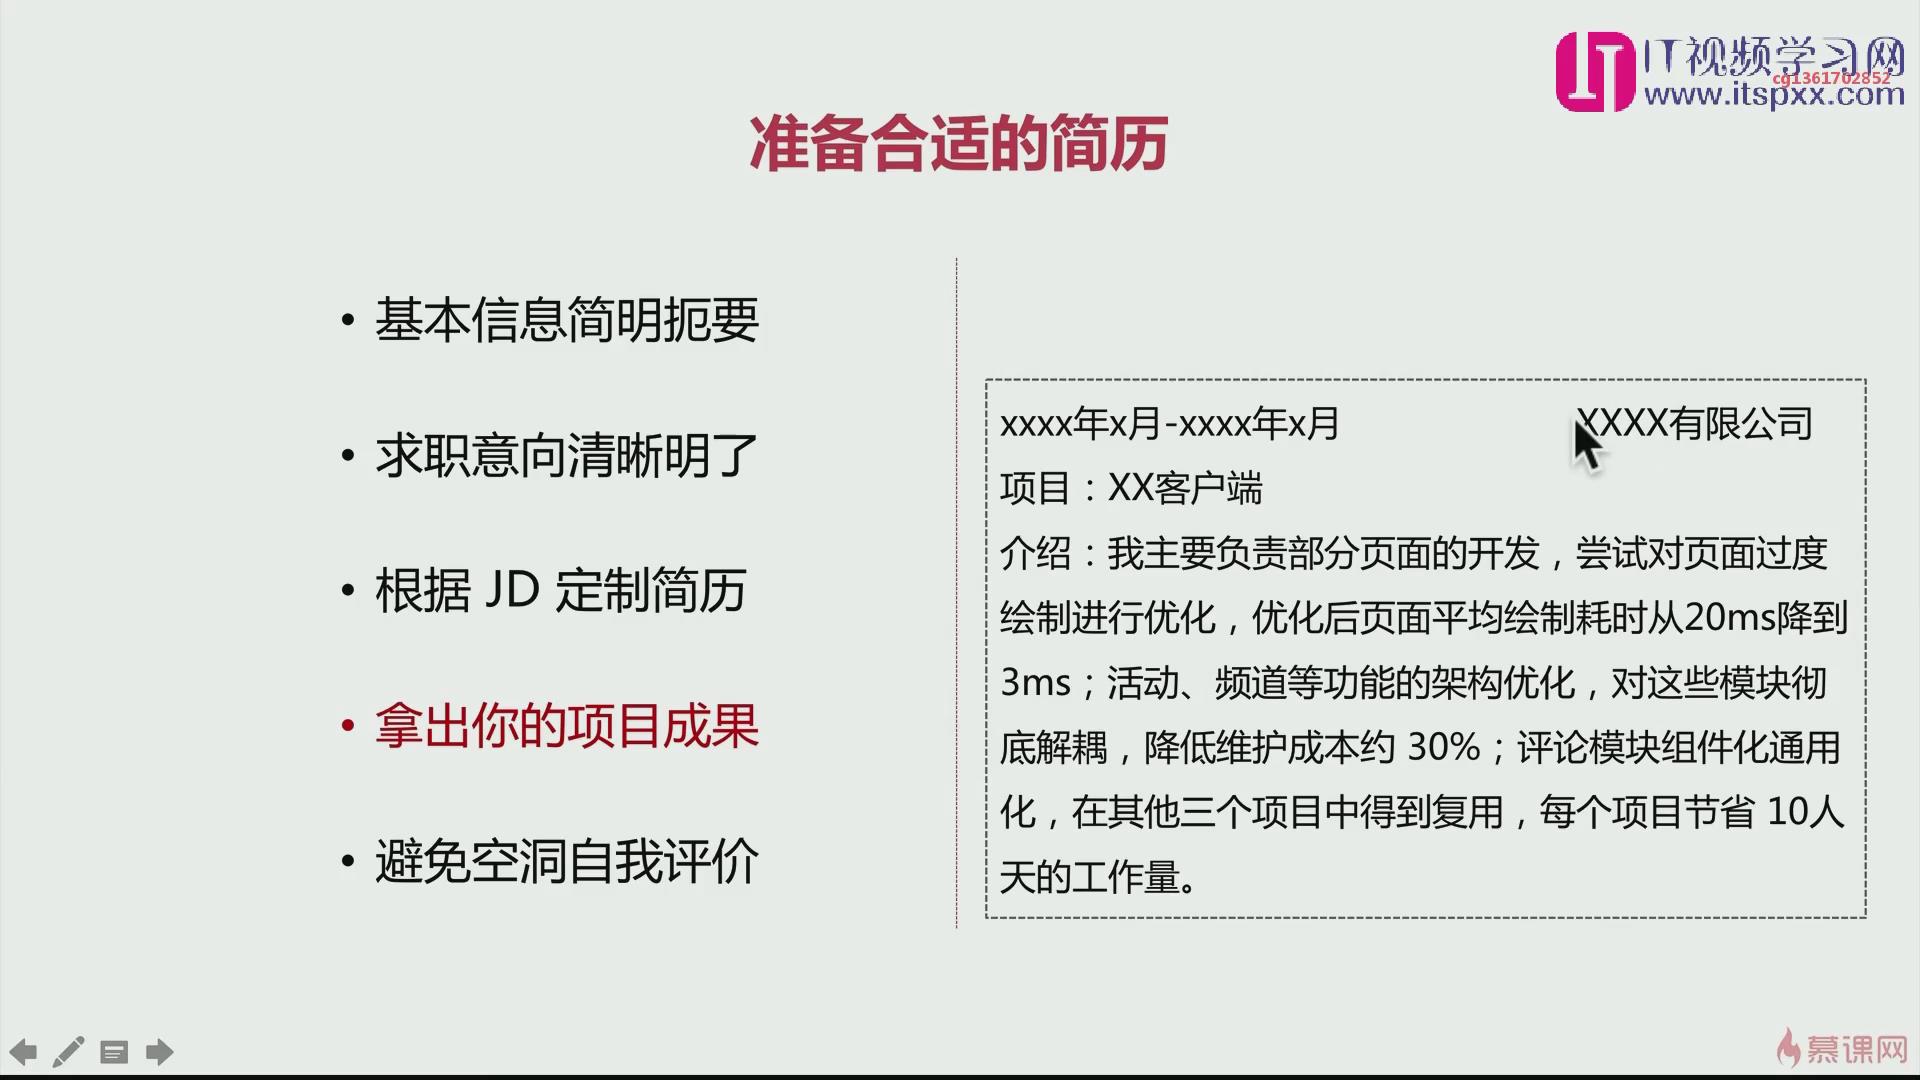 IT视频学习网
cg1361702852
www.itspxx.com
准备合适的简历
• 基本信息简明扼要
• 求职意向清晰明了
• 根据 JD 定制简历
• 拿出你的项目成果
• 避免空洞自我评价
xxxx年x月-xxxx年x月 XXXX有限公司
项目：XX客户端
介绍：我主要负责部分页面的开发，尝试对页面过度
绘制进行优化，优化后页面平均绘制耗时从20ms降到
3ms；活动、频道等功能的架构优化，对这些模块彻
底解耦，降低维护成本约 30%；评论模块组件化通用
化，在其他三个项目中得到复用，每个项目节省 10人
天的工作量。
慕课网